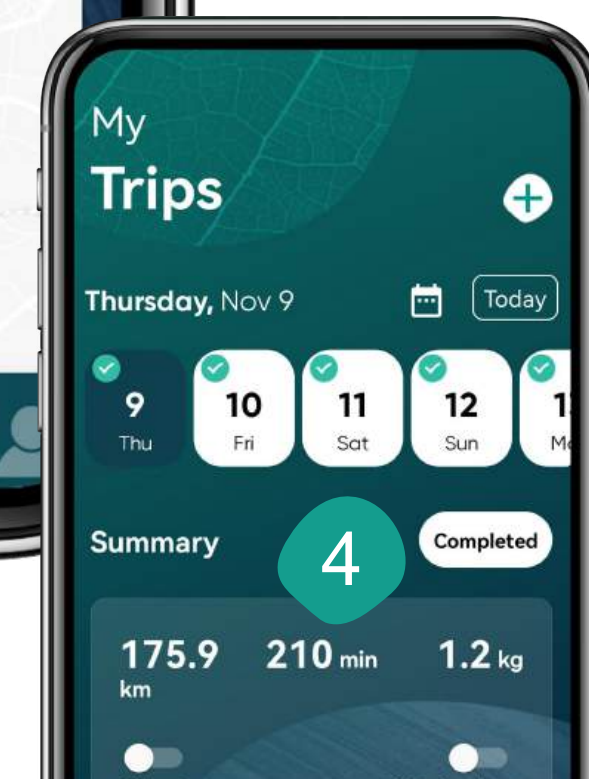 My
Trips
Thursday, Nov 9
Today
9 10 11 12
Thu Fri Sat Sun
Summary
4
Completed
175.9 km 210 min 1.2 kg